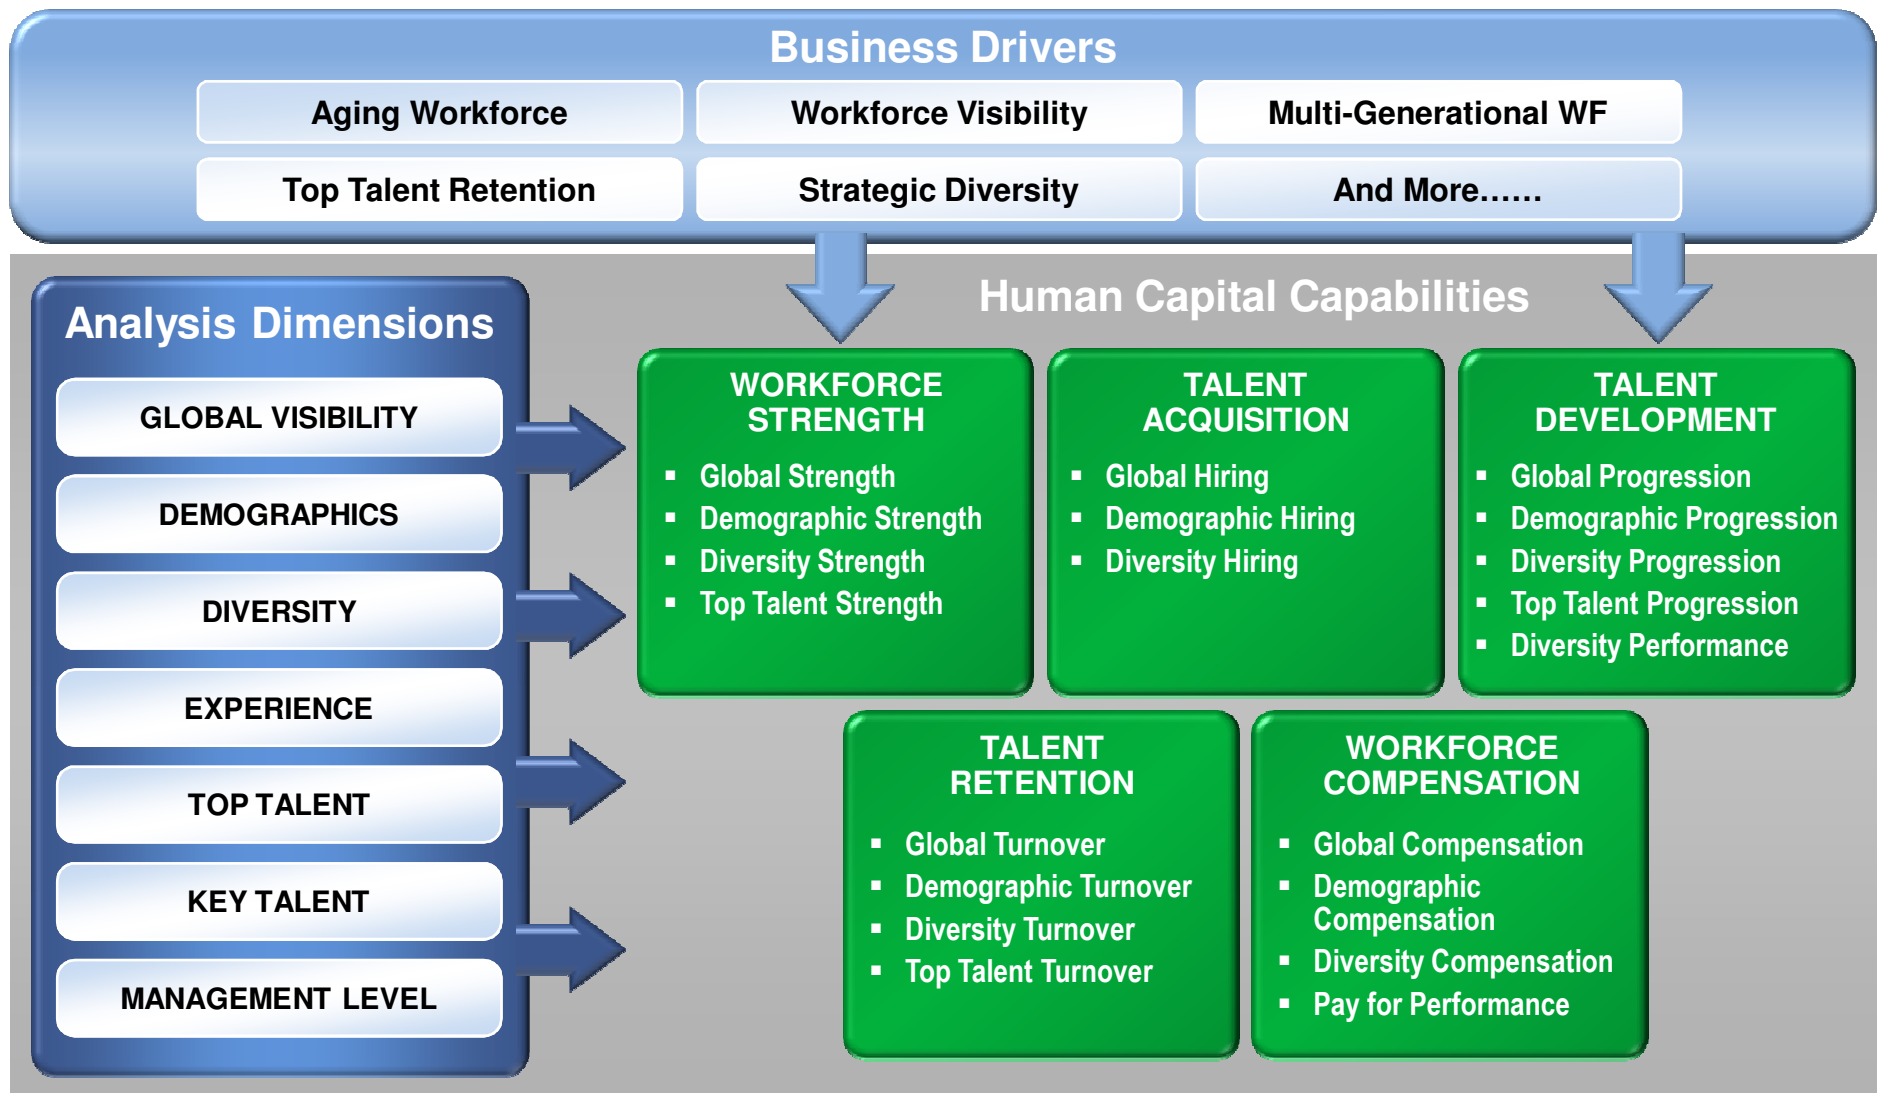 Business Drivers
Aging Workforce
Workforce Visibility
Multi-Generational WF
Top Talent Retention
Strategic Diversity
And More……
Analysis Dimensions
GLOBAL VISIBILITY
DEMOGRAPHICS
DIVERSITY
EXPERIENCE
TOP TALENT
KEY TALENT
MANAGEMENT LEVEL
Human Capital Capabilities
WORKFORCE
STRENGTH
▪ Global Strength
▪ Demographic Strength
▪ Diversity Strength
▪ Top Talent Strength
TALENT
ACQUISITION
▪ Global Hiring
▪ Demographic Hiring
▪ Diversity Hiring
TALENT
DEVELOPMENT
▪ Global Progression
▪ Demographic Progression
▪ Diversity Progression
▪ Top Talent Progression
▪ Diversity Performance
TALENT
RETENTION
▪ Global Turnover
▪ Demographic Turnover
▪ Diversity Turnover
▪ Top Talent Turnover
WORKFORCE
COMPENSATION
▪ Global Compensation
▪ Demographic
Compensation
▪ Diversity Compensation
▪ Pay for Performance